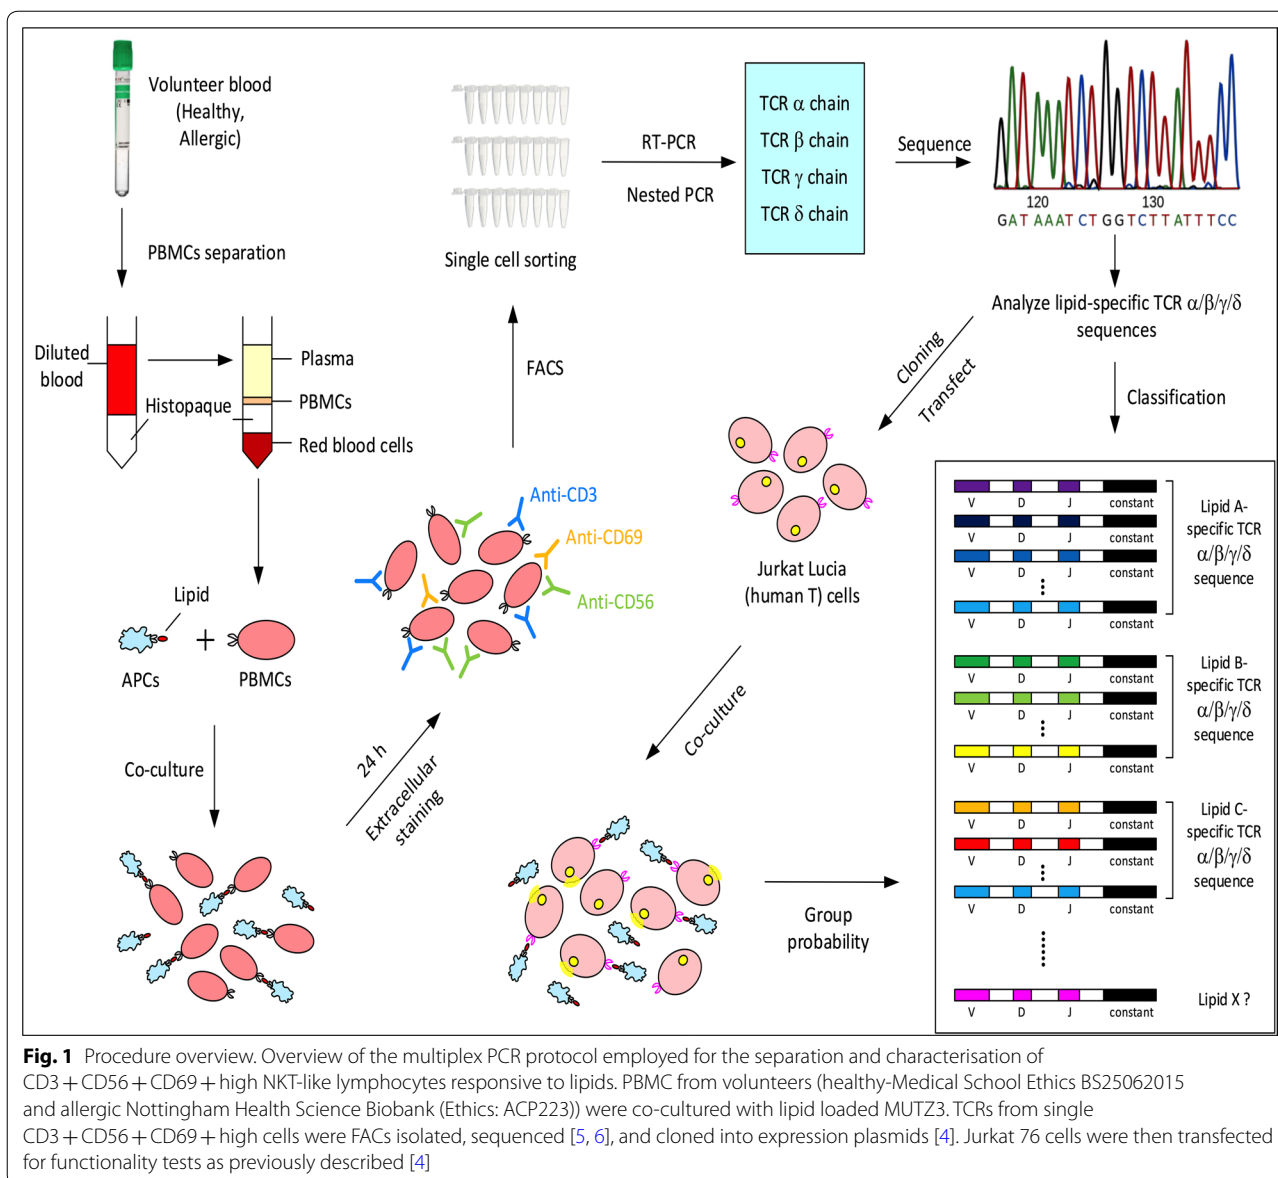 Volunteer blood
(Healthy,
Allergic)
PBMCs separation
Diluted
blood
Histopaque
Plasma
PBMCs
Red blood cells
Lipid
+
APCs
PBMCs
Co-culture
24 h
Extracellular
staining
Anti-CD3
Anti-CD69
Anti-CD56
FACS
Single cell sorting
RT-PCR
Nested PCR
TCR α chain
TCR β chain
TCR γ chain
TCR δ chain
Sequence
120 130
GAT AAAT CT GGT CTT ATTT CC
Analyze lipid-specific TCR α/β/γ/δ
sequences
Cloning
Transfect
Classification
Jurkat Lucia
(human T) cells
Co-culture
Group
probability
V D J constant
V D J constant
V D J constant
V D J constant
Lipid A-
specific TCR
α/β/γ/δ
sequence
V D J constant
V D J constant
V D J constant
Lipid B-
specific TCR
α/β/γ/δ
sequence
V D J constant
V D J constant
V D J constant
Lipid C-
specific TCR
α/β/γ/δ
sequence
V D J constant
Lipid X ?
Fig. 1 Procedure overview. Overview of the multiplex PCR protocol employed for the separation and characterisation of
CD3 + CD56 + CD69 + high NKT-like lymphocytes responsive to lipids. PBMC from volunteers (healthy-Medical School Ethics BS25062015
and allergic Nottingham Health Science Biobank (Ethics: ACP223)) were co-cultured with lipid loaded MUTZ3. TCRs from single
CD3 + CD56 + CD69 + high cells were FACs isolated, sequenced [5, 6], and cloned into expression plasmids [4]. Jurkat 76 cells were then transfected
for functionality tests as previously described [4]